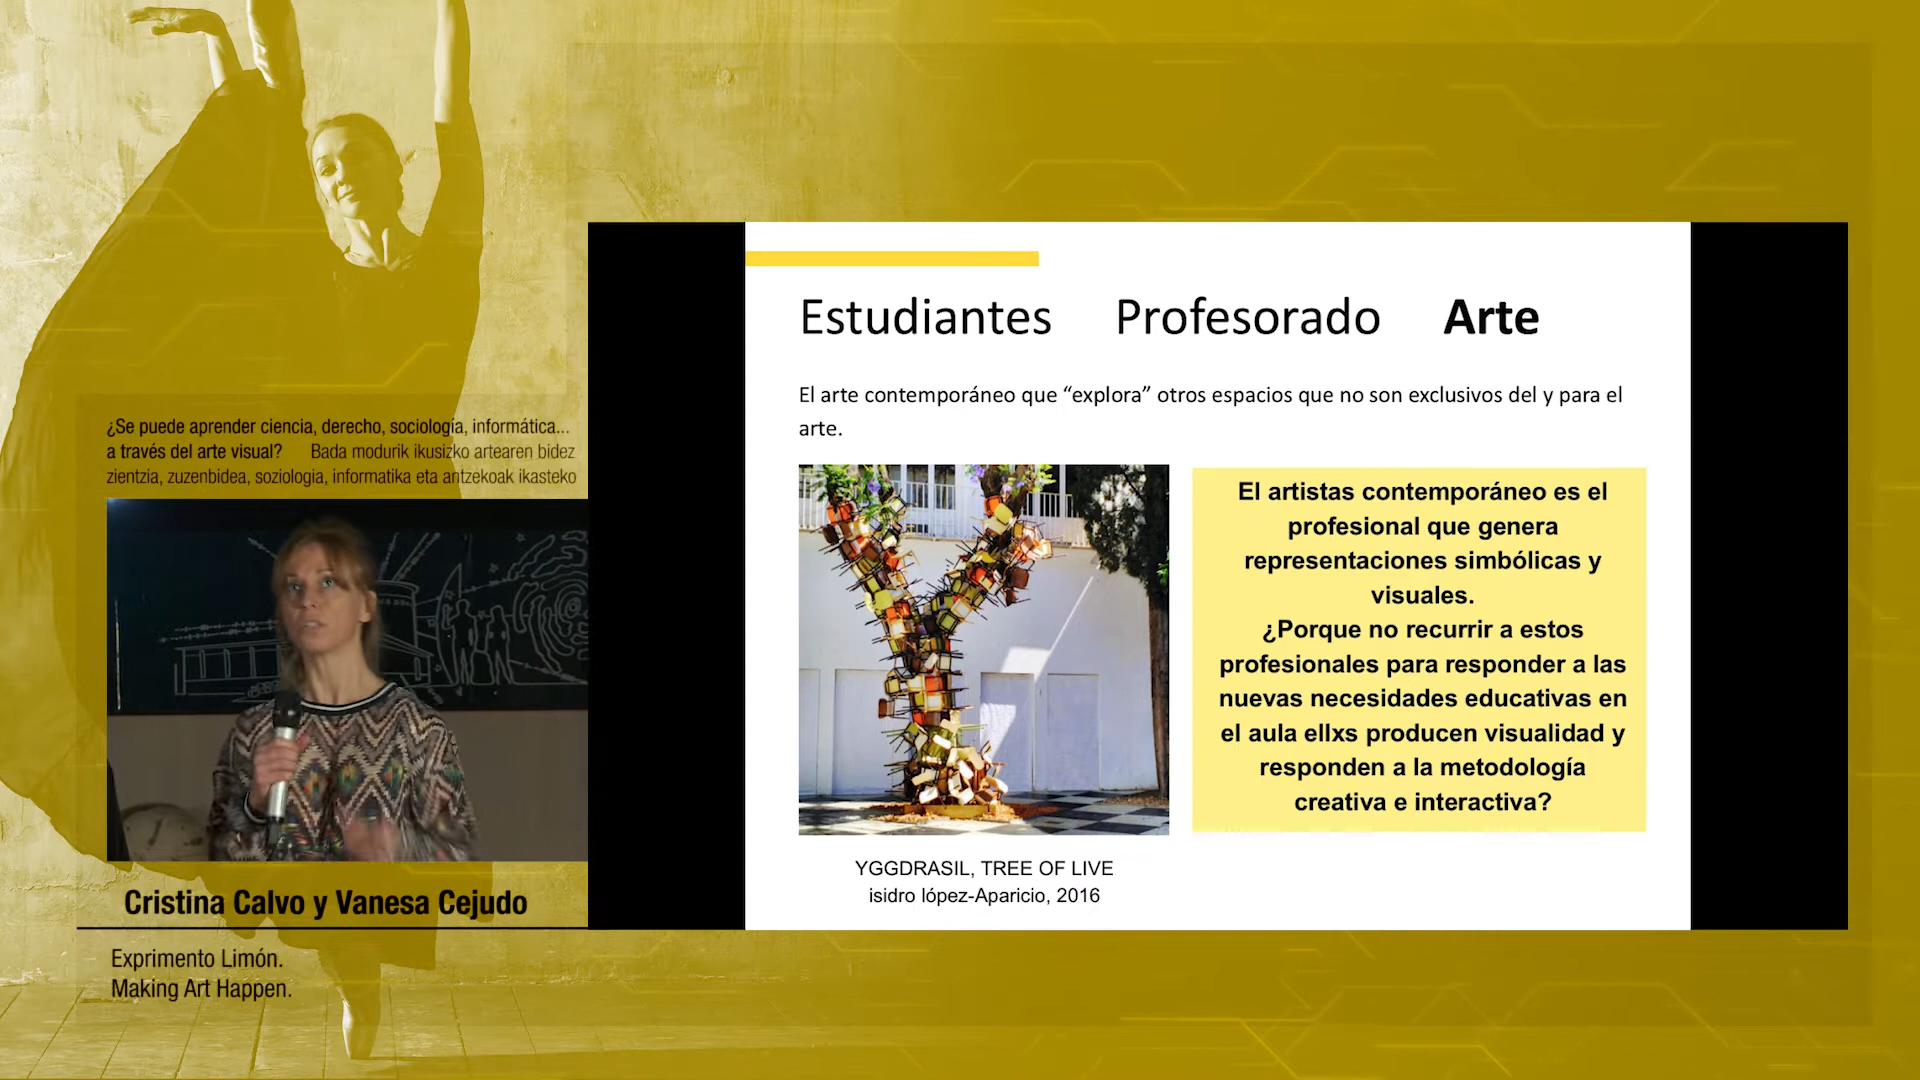 ¿Se puede aprender ciencia, derecho, sociología, informática...
a través del arte visual? Bada modurik ikusizko artearen bidez
zientzia, zuzenbidea, soziologia, informatika eta antzekoak ikasteko
Cristina Calvo y Vanesa Cejudo
Exprimento Limón.
Making Art Happen.
Estudiantes Profesorado Arte
El arte contemporáneo que “explora” otros espacios que no son exclusivos del y para el
arte.
El artistas contemporáneo es el
profesional que genera
representaciones simbólicas y
visuales.
¿Porque no recurrir a estos
profesionales para responder a las
nuevas necesidades educativas en
el aula ellxs producen visualidad y
responden a la metodología
creativa e interactiva?
YGGDRASIL, TREE OF LIVE
isidro lópez-Aparicio, 2016